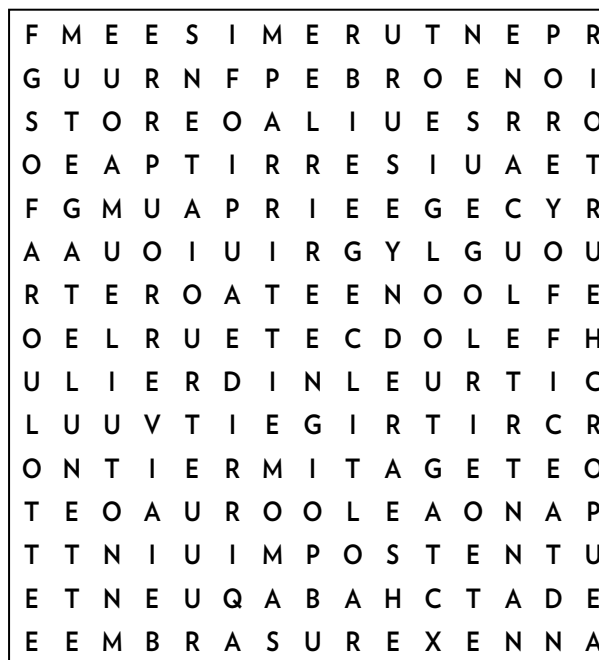 F M E E S I M E R U T N E P R
G U U R N F P E B R O E N O I
S T O R E O A L I U E S R R O
O E A P T I R R E S I U A E T
F G M U A P R I E E G E C Y R
A A U O I U I R G Y L G U O U
R T E R O A T E E N O O L F E
O E L R U E T E C D O L E F H
U L I E R D I N L E U R T I C
L U U V T I E G I R T I R C R
O N T I E R M I T A G E T E O
T E O A U R O O L E A O N A P
T T N I U I M P O S T E N T U
E T N E U Q A B A H C T A D E
E E M B R A S U R E X E N N A